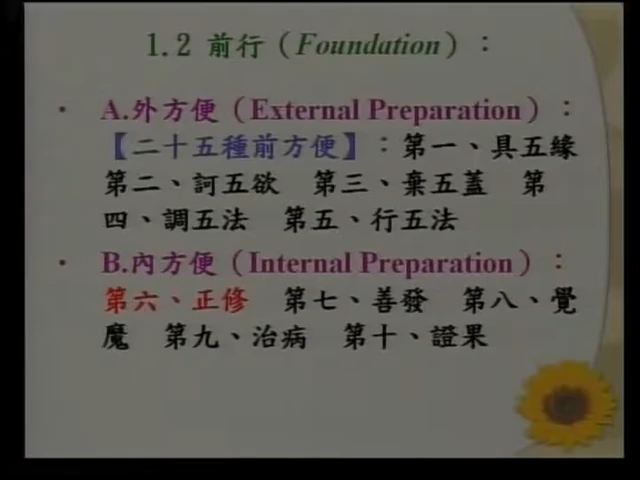 1.2 前行（Foundation）：
• A.外方便（External Preparation）：
【二十五種前方便】：第一、具五緣
第二、訶五欲　第三、棄五蓋　第
四、調五法　第五、行五法
• B.內方便（Internal Preparation）：
第六、正修　第七、善發　第八、覺
魔　第九、治病　第十、證果